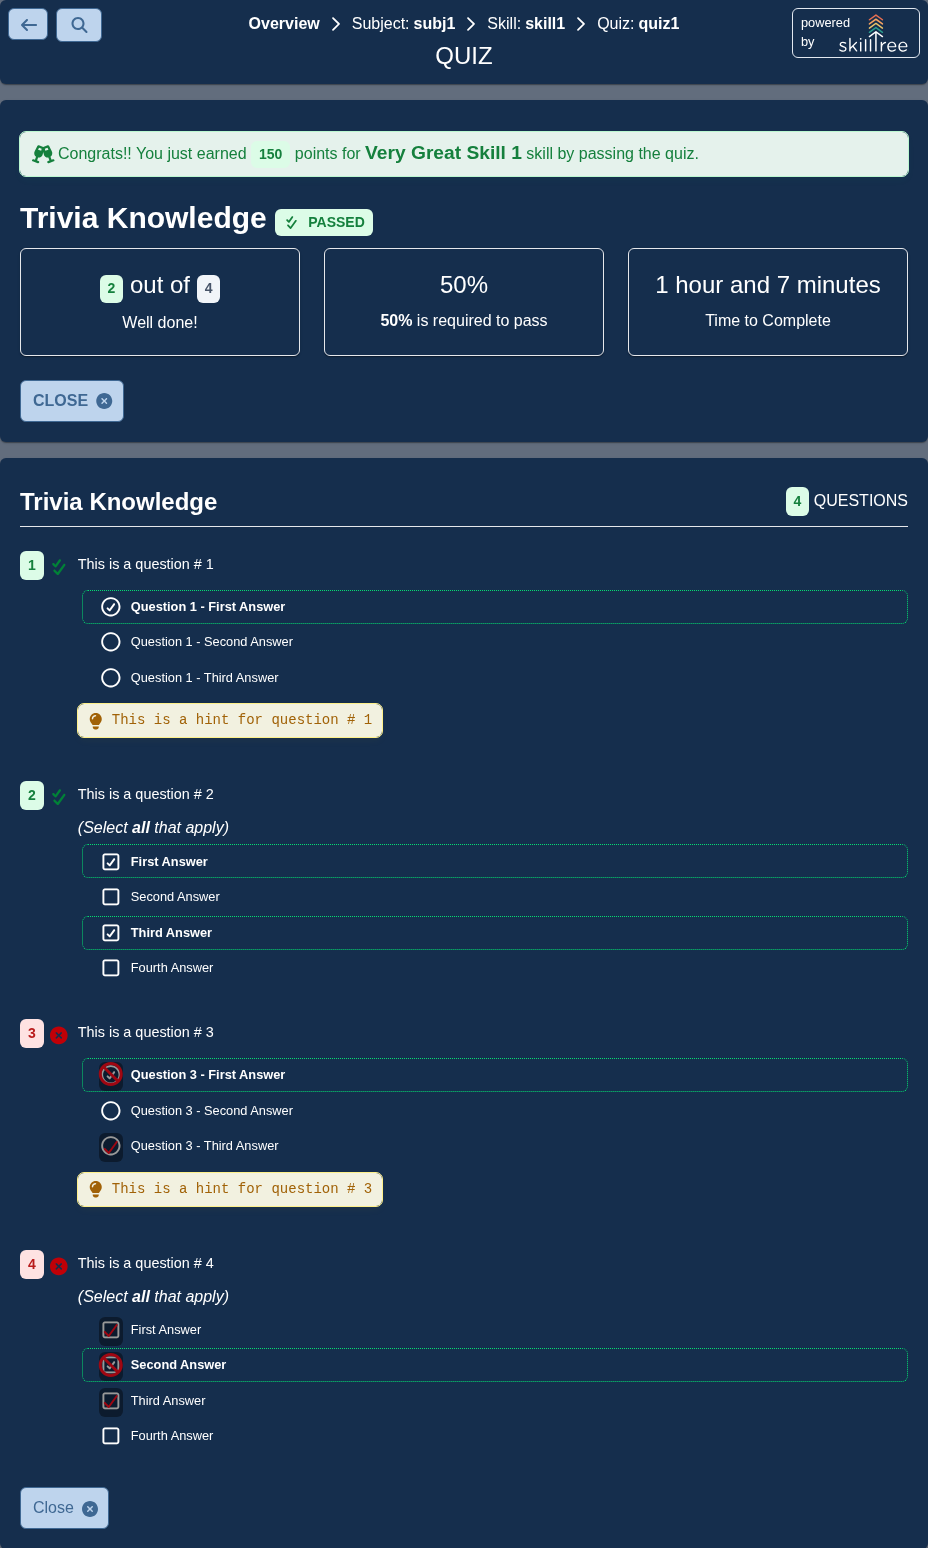 Overview > Subject: subj1 > Skill: skill1 > Quiz: quiz1
QUIZ
powered
by skilltree
Congrats!! You just earned 150 points for Very Great Skill 1 skill by passing the quiz.
Trivia Knowledge PASSED
2 out of 4
Well done!
50%
50% is required to pass
1 hour and 7 minutes
Time to Complete
CLOSE
Trivia Knowledge
4 QUESTIONS
1 This is a question # 1
Question 1 - First Answer
Question 1 - Second Answer
Question 1 - Third Answer
This is a hint for question # 1
2 This is a question # 2
(Select all that apply)
First Answer
Second Answer
Third Answer
Fourth Answer
3 This is a question # 3
Question 3 - First Answer
Question 3 - Second Answer
Question 3 - Third Answer
This is a hint for question # 3
4 This is a question # 4
(Select all that apply)
First Answer
Second Answer
Third Answer
Fourth Answer
Close